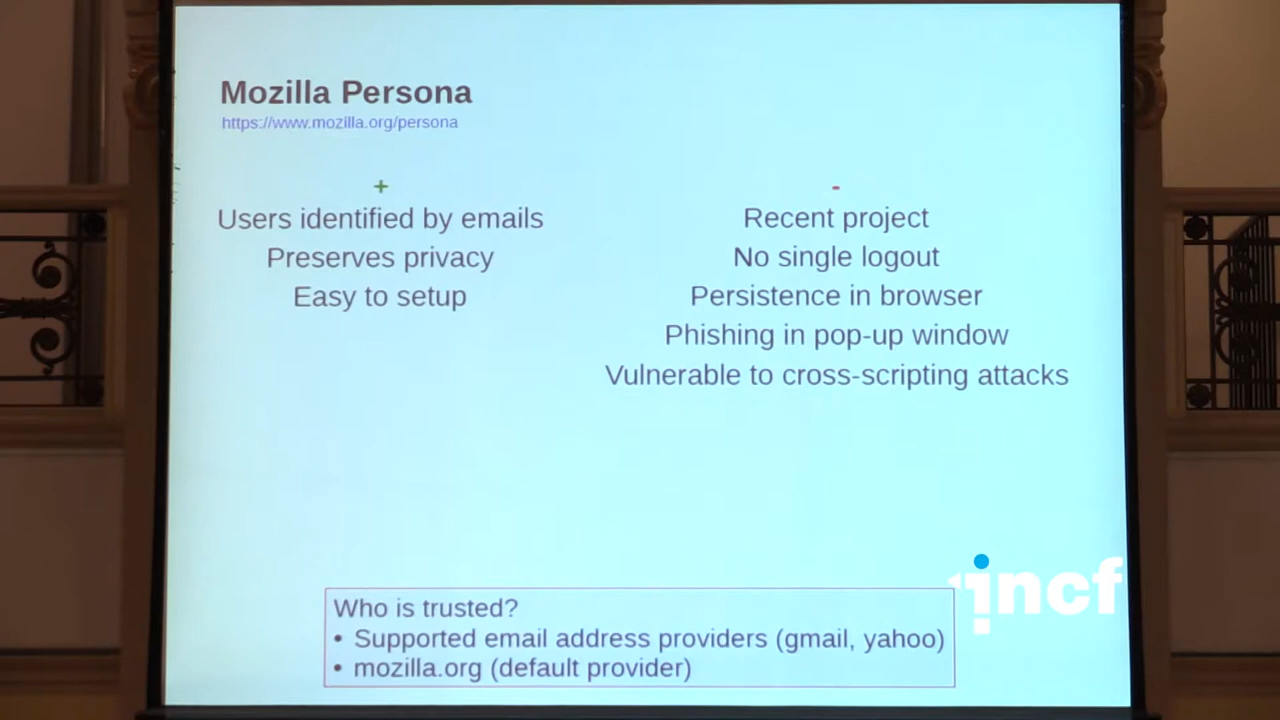 Mozilla Persona
https://www.mozilla.org/persona
+
Users identified by emails
Preserves privacy
Easy to setup
-
Recent project
No single logout
Persistence in browser
Phishing in pop-up window
Vulnerable to cross-scripting attacks
Who is trusted?
• Supported email address providers (gmail, yahoo)
• mozilla.org (default provider)
incf